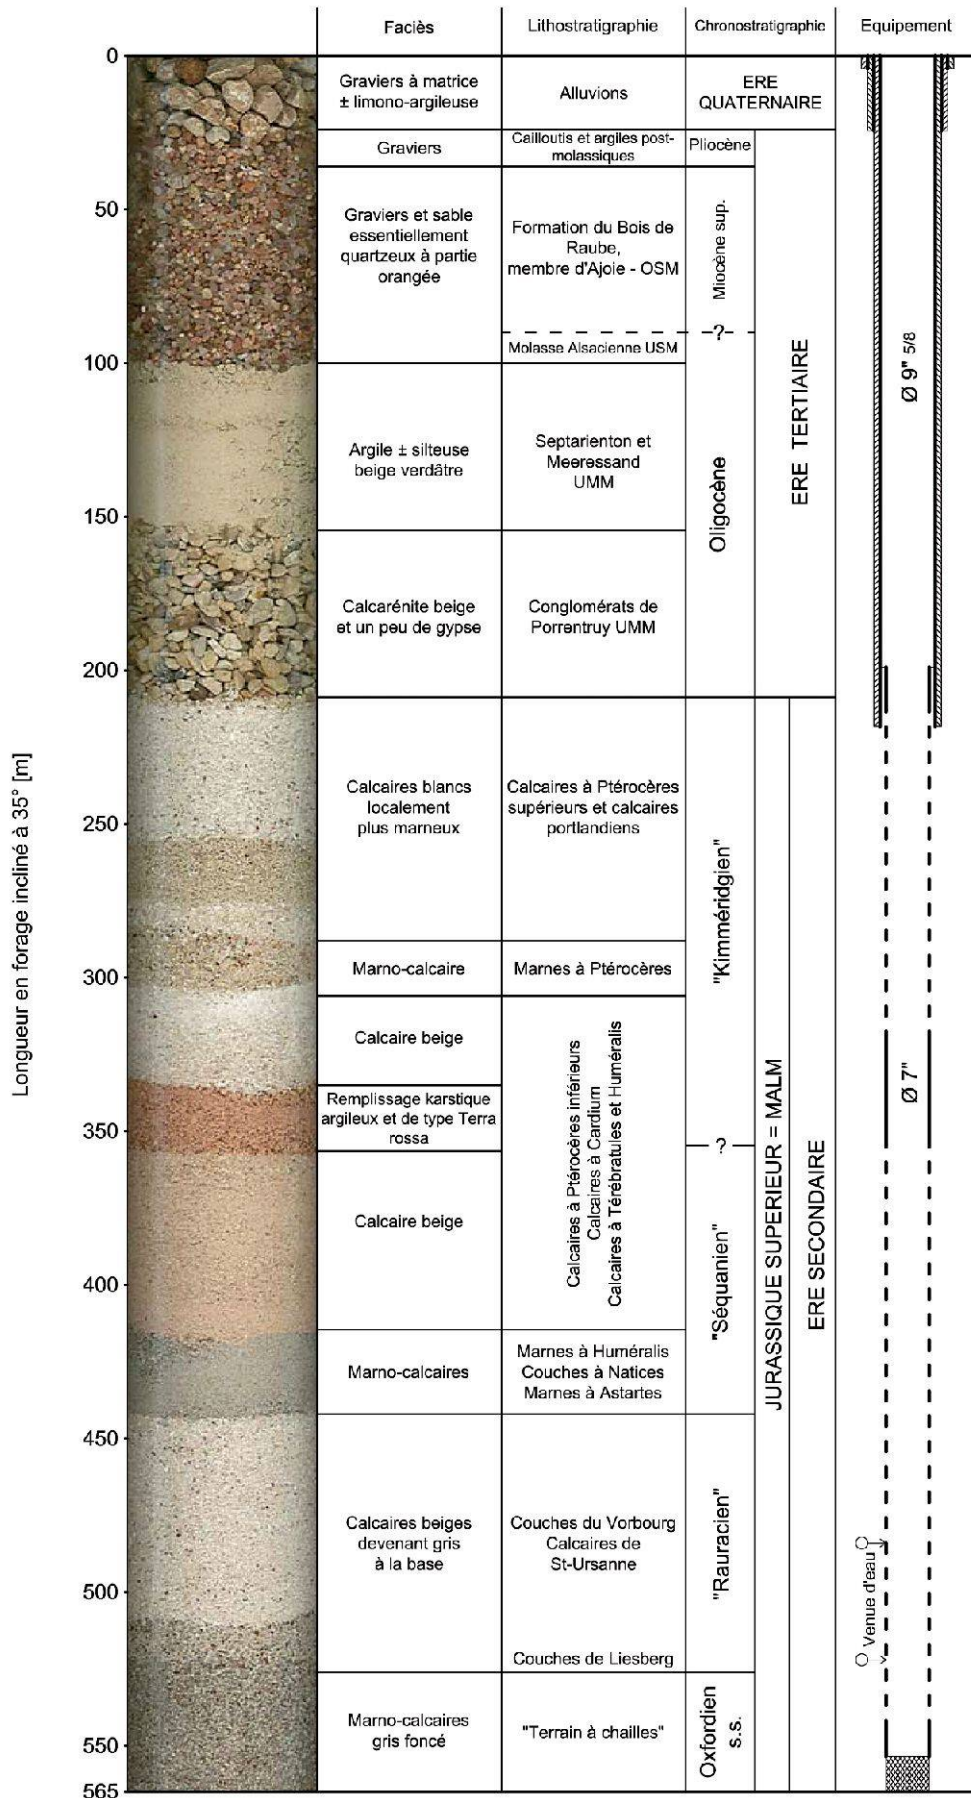 Faciès
Lithostratigraphie
Chronostratigraphie
Equipement
0
Graviers à matrice
± limono-argileuse
Alluvions
ERE
QUATERNAIRE
Graviers
Cailloutis et argiles post-
molassiques
Pliocène
50
Graviers et sable
essentiellement
quartzeux à partie
orangée
Formation du Bois de
Raube,
membre d'Ajoie - OSM
Miocène sup.
?
Molasse Alsacienne USM
100
Argile ± silteuse
beige verdâtre
Septarienton et
Meeressand
UMM
Oligocène
ERE TERTIAIRE
Ø 9" 5/8
150
Calcarénite beige
et un peu de gypse
Conglomérats de
Porrentruy UMM
200
Longueur en forage incliné à 35° [m]
Calcaires blancs
localement
plus marneux
Calcaires à Ptérocères
supérieurs et calcaires
portlandiens
"Kimméridgien"
250
Marno-calcaire
Marnes à Ptérocères
300
Calcaire beige
Calcaires à Ptérocères inférieurs
Calcaires à Cardium
Calcaires à Térébratules et Huméralis
Remplissage karstique
argileux et de type Terra
rossa
350
?
Ø 7"
JURASSIQUE SUPERIEUR = MALM
ERE SECONDAIRE
Calcaire beige
"Séquanien"
400
Marno-calcaires
Marnes à Huméralis
Couches à Natices
Marnes à Astartes
450
Calcaires beiges
devenant gris
à la base
Couches du Vorbourg
Calcaires de
St-Ursanne
"Rauracien"
Venue d'eau
500
Couches de Liesberg
Marno-calcaires
gris foncé
"Terrain à chailles"
Oxfordien
s.s.
550
565